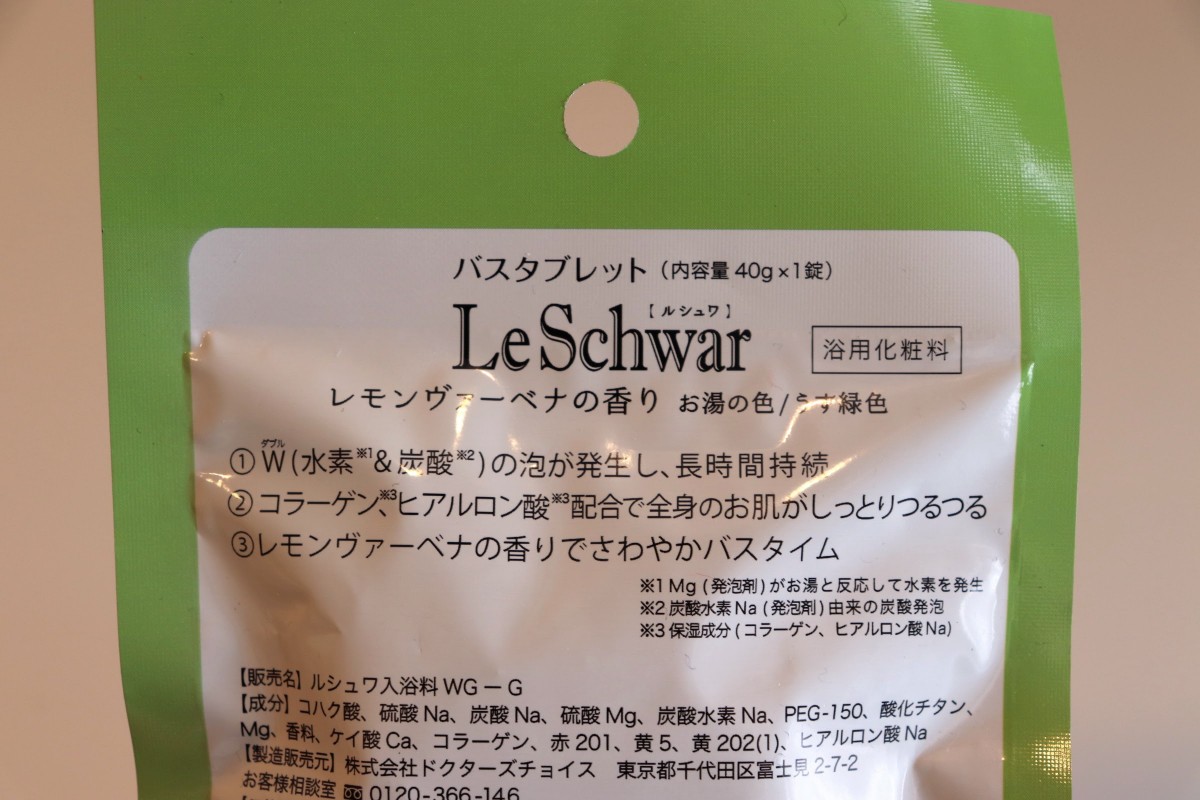 バスタブレット（内容量 40g×1錠）
【ルシュワ】
Le Schwar
浴用化粧料
レモンヴァーベナの香り お湯の色/うす緑色
ダブル
①W(水素※1&炭酸※2)の泡が発生し、長時間持続
②コラーゲン※3、ヒアルロン酸※3配合で全身のお肌がしっとりつるつる
③レモンヴァーベナの香りでさわやかバスタイム
※1 Mg (発泡剤) がお湯と反応して水素を発生
※2 炭酸水素Na (発泡剤) 由来の炭酸発泡
※3 保湿成分 (コラーゲン、ヒアルロン酸Na)
【販売名】ルシュワ入浴料 WG－G
【成分】コハク酸、硫酸Na、炭酸Na、硫酸Mg、炭酸水素Na、PEG-150、酸化チタン、
Mg、香料、ケイ酸Ca、コラーゲン、赤201、黄5、黄202(1)、ヒアルロン酸Na
【製造販売元】株式会社ドクターズチョイス 東京都千代田区富士見2-7-2
お客様相談室 0120-366-146